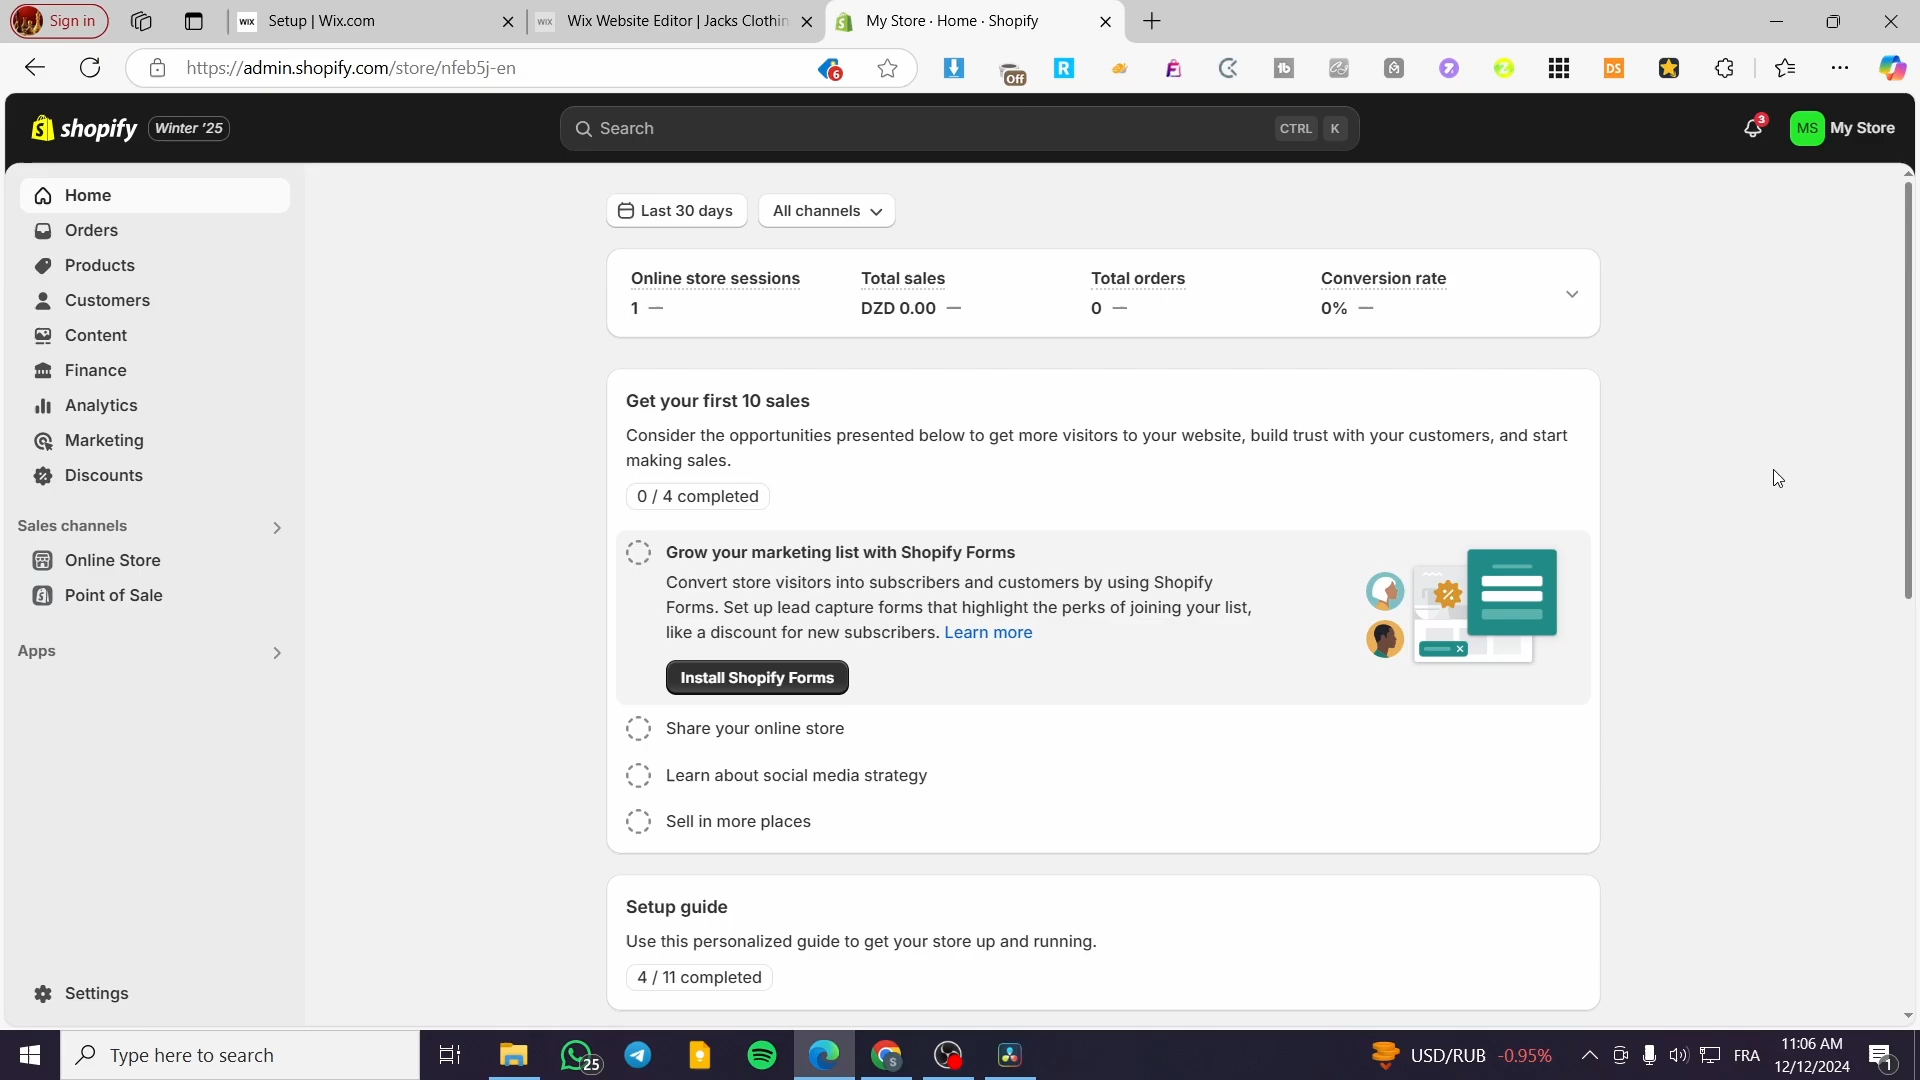 Sign in
WIX Setup | Wix.com
WIX Wix Website Editor | Jacks Clothin
My Store · Home · Shopify
https://admin.shopify.com/store/nfeb5j-en
6
Off
R
tb
DS
shopify Winter '25
Search
CTRL K
3
MS My Store
Home
Orders
Products
Customers
Content
Finance
Analytics
Marketing
Discounts
Sales channels
Online Store
Point of Sale
Apps
Settings
Last 30 days
All channels
Online store sessions
1 —
Total sales
DZD 0.00 —
Total orders
0 —
Conversion rate
0% —
Get your first 10 sales
Consider the opportunities presented below to get more visitors to your website, build trust with your customers, and start
making sales.
0 / 4 completed
Grow your marketing list with Shopify Forms
Convert store visitors into subscribers and customers by using Shopify
Forms. Set up lead capture forms that highlight the perks of joining your list,
like a discount for new subscribers. Learn more
Install Shopify Forms
Share your online store
Learn about social media strategy
Sell in more places
Setup guide
Use this personalized guide to get your store up and running.
4 / 11 completed
Type here to search
25
S
USD/RUB -0.95%
FRA
11:06 AM
12/12/2024
1